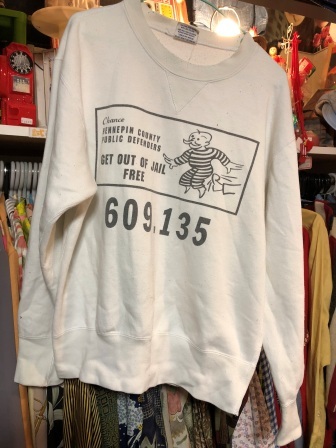 Chance
HENNEPIN COUNTY
PUBLIC DEFENDERS
GET OUT OF JAIL
FREE
609.135